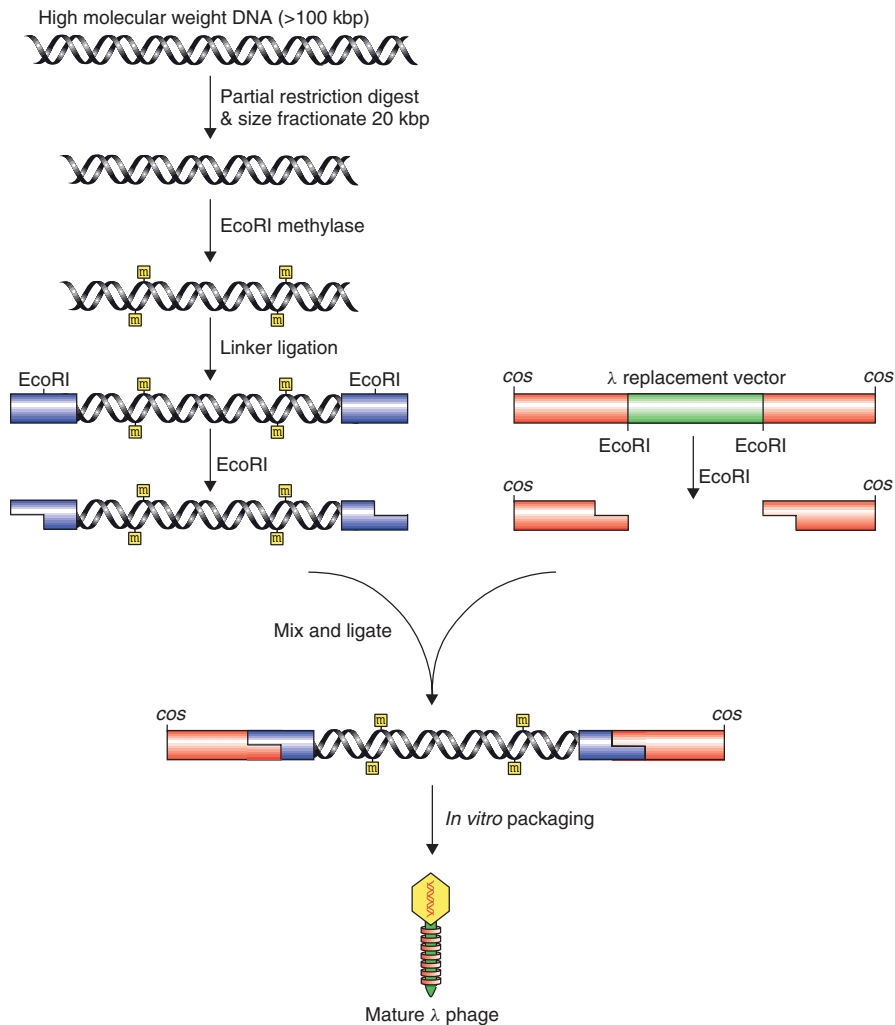 High molecular weight DNA (>100 kbp)
Partial restriction digest
& size fractionate 20 kbp
EcoRI methylase
m m
m m
Linker ligation
EcoRI m m EcoRI
m m
EcoRI
m m
m m
cos λ replacement vector cos
EcoRI EcoRI
EcoRI
cos cos
Mix and ligate
cos m m cos
m m
In vitro packaging
Mature λ phage